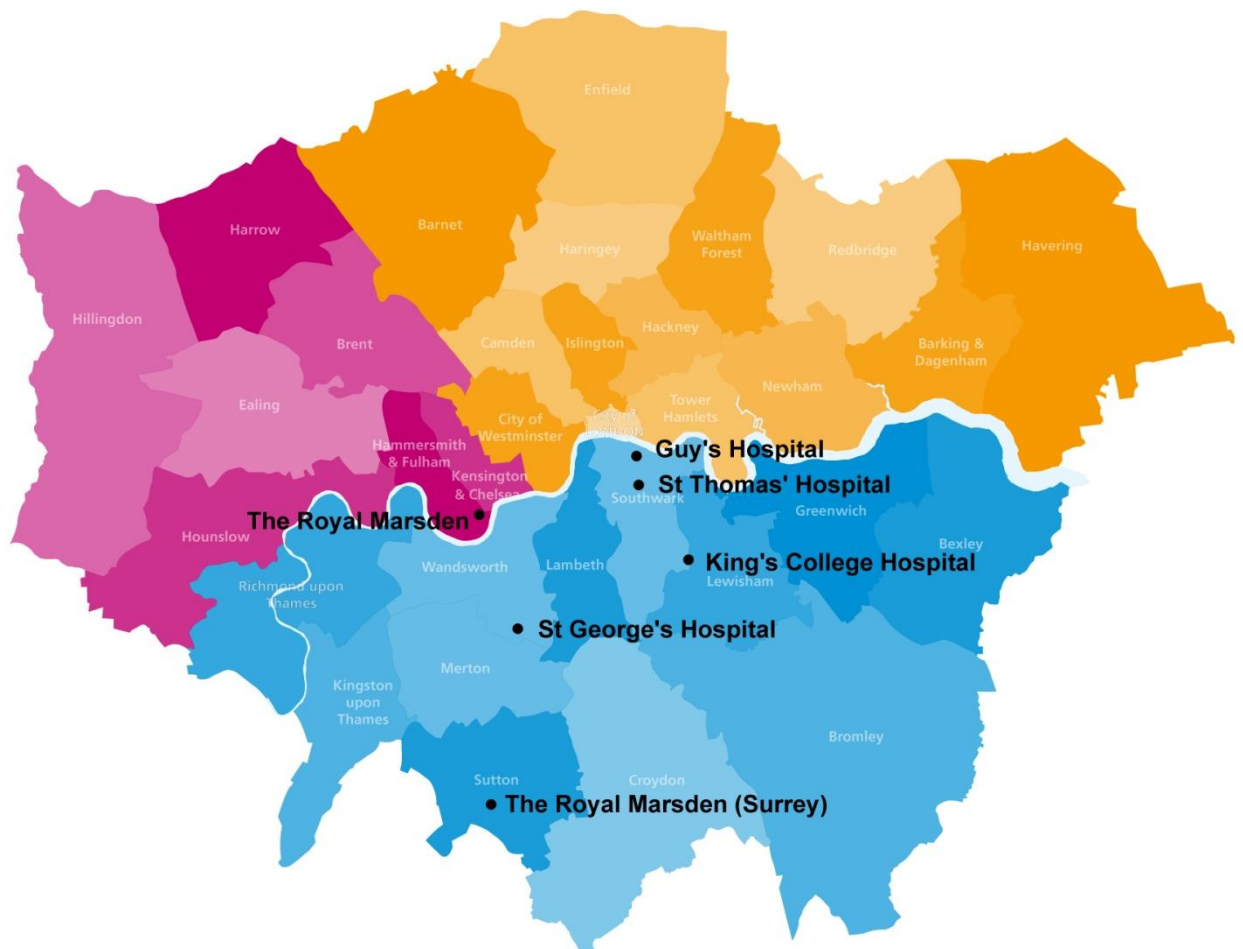 Enfield
Harrow
Barnet
Haringey
Waltham
Forest
Redbridge
Havering
Hillingdon
Brent
Camden
Islington
Hackney
Barking &
Dagenham
Ealing
Newham
Tower
Hamlets
City of
Westminster
Hammersmith
& Fulham
Kensington
& Chelsea
Guy's Hospital
St Thomas' Hospital
Southwark
Greenwich
The Royal Marsden
Hounslow
Bexley
King's College Hospital
Wandsworth
Lambeth
Lewisham
Richmond upon
Thames
St George's Hospital
Merton
Kingston
upon
Thames
Bromley
Sutton
Croydon
The Royal Marsden (Surrey)